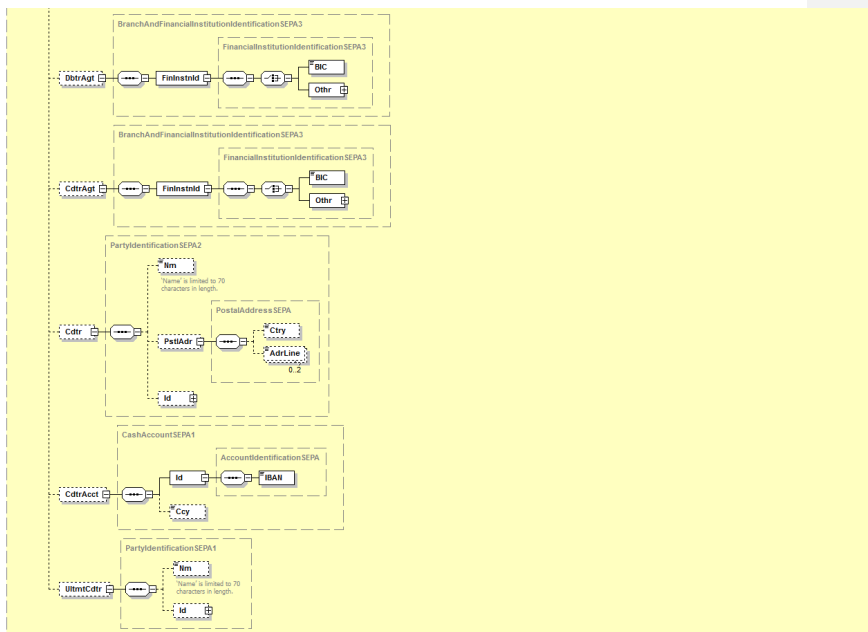 BranchAndFinancialInstitutionIdentificationSEPA3
FinancialInstitutionIdentificationSEPA3
BIC
DbtrAgt
FinInstnId
Othr
BranchAndFinancialInstitutionIdentificationSEPA3
FinancialInstitutionIdentificationSEPA3
BIC
CdtrAgt
FinInstnId
Othr
PartyIdentificationSEPA2
Nm
'Name' is limited to 70
characters in length.
PostalAddressSEPA
Ctry
Cdtr
PstlAdr
AdrLine
0..2
Id
CashAccountSEPA1
AccountIdentificationSEPA
Id
IBAN
CdtrAcct
Ccy
PartyIdentificationSEPA1
Nm
'Name' is limited to 70
characters in length.
UltmtCdtr
Id